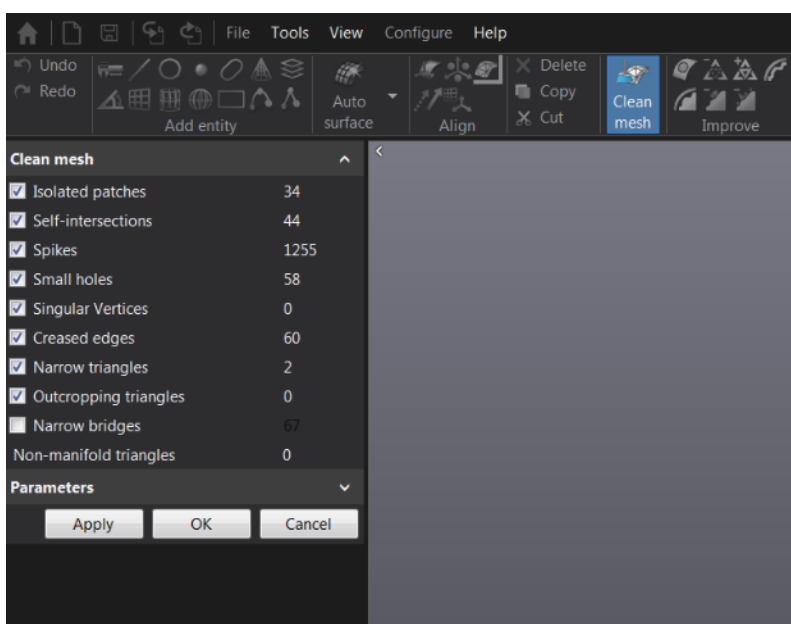 File Tools View Configure Help
Undo
Redo
Add entity
Auto
surface
Align
Delete
Copy
Cut
Clean
mesh
Improve
Clean mesh
Isolated patches 34
Self-intersections 44
Spikes 1255
Small holes 58
Singular Vertices 0
Creased edges 60
Narrow triangles 2
Outcropping triangles 0
Narrow bridges 67
Non-manifold triangles 0
Parameters
Apply OK Cancel